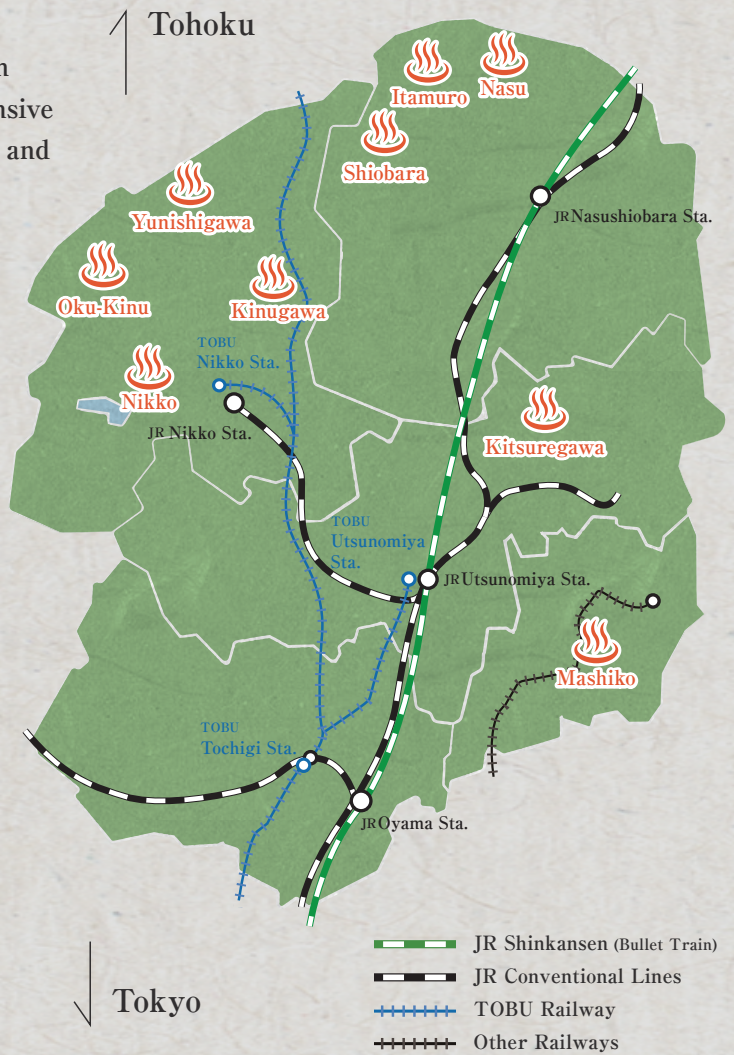 Tohoku
n
nsive
and
Itamuro
Nasu
Shiobara
Yunishigawa
JR Nasushiobara Sta.
Oku-Kinu
Kinugawa
TOBU
Nikko Sta.
Nikko
JR Nikko Sta.
Kitsuregawa
TOBU
Utsunomiya
Sta.
JR Utsunomiya Sta.
Mashiko
TOBU
Tochigi Sta.
JR Oyama Sta.
Tokyo
JR Shinkansen (Bullet Train)
JR Conventional Lines
TOBU Railway
Other Railways